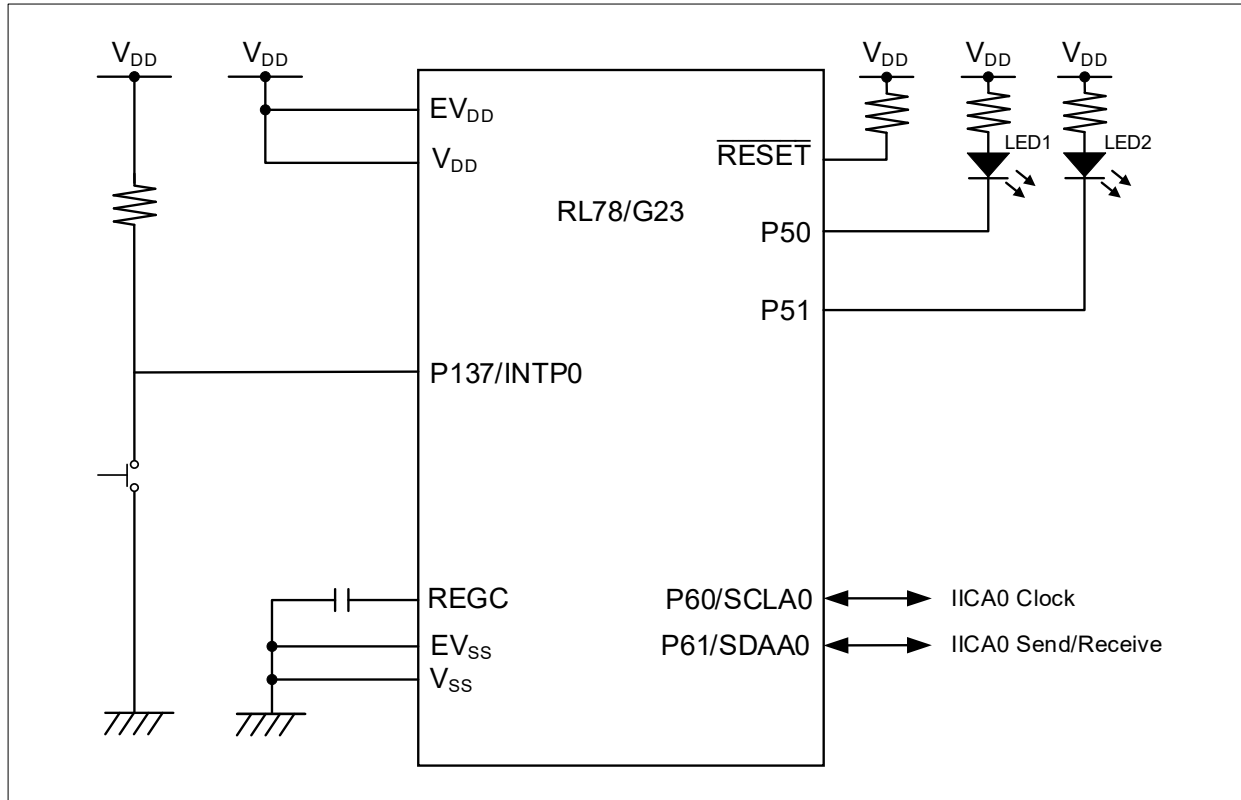 VDD
VDD
VDD
VDD
VDD
EVDD
VDD
RESET
LED1
LED2
RL78/G23
P50
P51
P137/INTP0
REGC
EVSS
VSS
P60/SCLA0
IICA0 Clock
P61/SDAA0
IICA0 Send/Receive